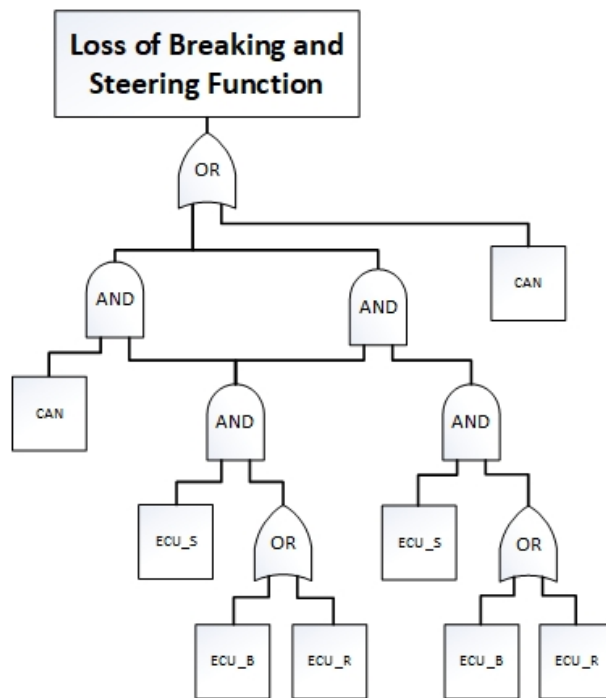 Loss of Breaking and
Steering Function
OR
AND
AND
CAN
CAN
AND
AND
ECU_S
OR
ECU_S
OR
ECU_B
ECU_R
ECU_B
ECU_R